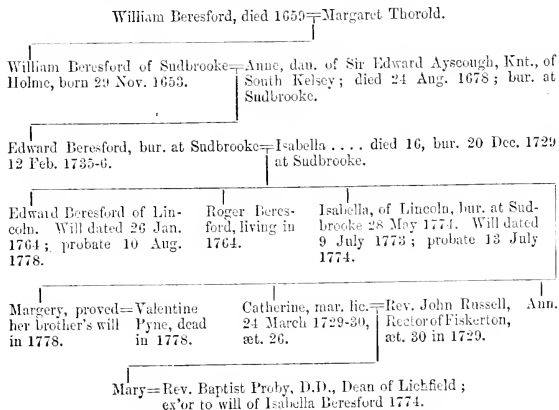 William Beresford, died 1659=Margaret Thorold.
William Beresford of Sudbrooke=Anne, dau. of Sir Edward Ayscough, Knt., of
Holme, born 29 Nov. 1653. South Kelsey; died 24 Aug. 1678; bur. at
Sudbrooke.
Edward Beresford, bur. at Sudbrooke=Isabella .... died 16, bur. 20 Dec. 1729
12 Feb. 1735-6. at Sudbrooke.
Edward Beresford of Lin-
coln. Will dated 26 Jan.
1764; probate 10 Aug.
1778.
Roger Beres-
ford, living in
1764.
Isabella, of Lincoln, bur. at Sud-
brooke 28 May 1774. Will dated
9 July 1773; probate 13 July
1774.
Margery, proved=Valentine
her brother's will Pyne, dead
in 1778. in 1778.
Catherine, mar. lic.=Rev. John Russell,
24 March 1729-30, Rector of Fiskerton,
æt. 26. æt. 30 in 1729.
Ann.
Mary=Rev. Baptist Proby, D.D., Dean of Lichfield;
ex'or to will of Isabella Beresford 1774.